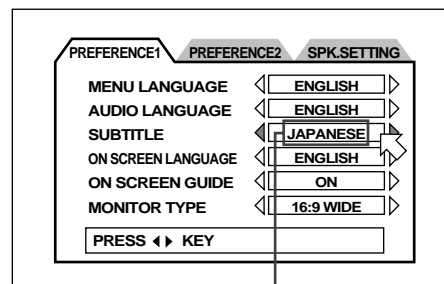 PREFERENCE1 PREFERENCE2 SPK.SETTING
MENU LANGUAGE ENGLISH
AUDIO LANGUAGE ENGLISH
SUBTITLE JAPANESE
ON SCREEN LANGUAGE ENGLISH
ON SCREEN GUIDE ON
MONITOR TYPE 16:9 WIDE
PRESS KEY